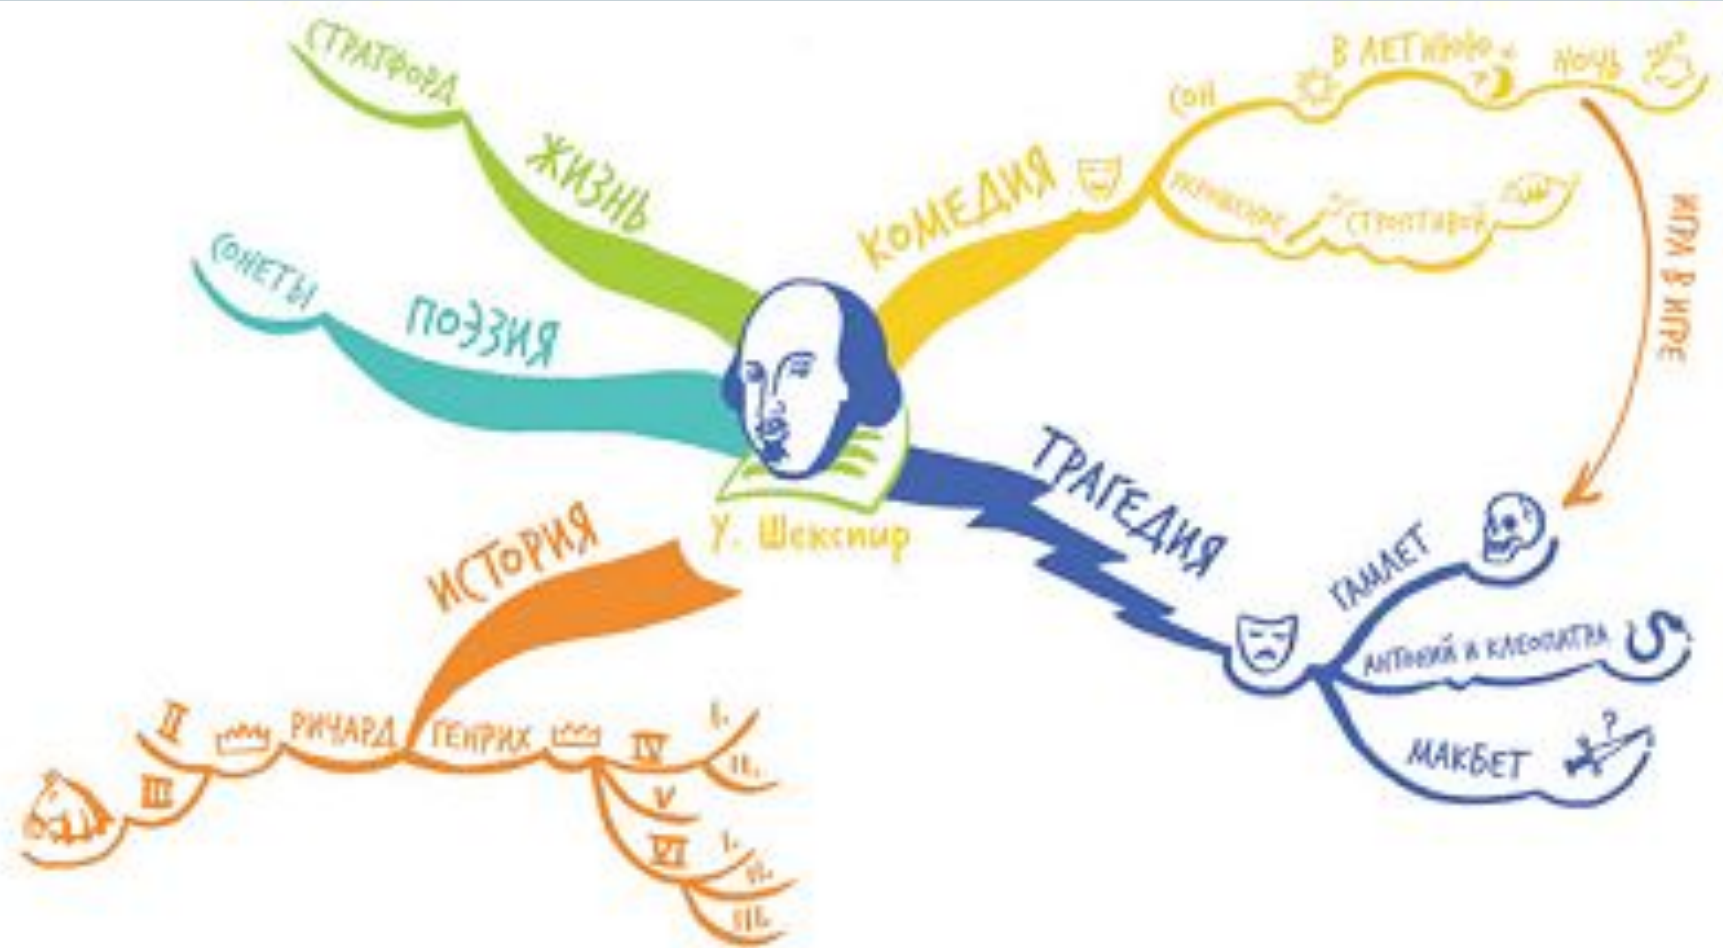 СТРАТФОРД
ЖИЗНЬ
СОНЕТЫ
ПОЭЗИЯ
КОМЕДИЯ
СОН
В ЛЕТНЮЮ
НОЧЬ
УКРОЩЕНИЕ
СТРОПТИВОЙ
ИГРА В ИГРЕ
У. Шекспир
ТРАГЕДИЯ
ГАМЛЕТ
АНТОНИЙ И КЛЕОПАТРА
МАКБЕТ
?
ИСТОРИЯ
РИЧАРД
II
III
ГЕНРИХ
IV
I.
II.
V
VI
I.
II.
III.